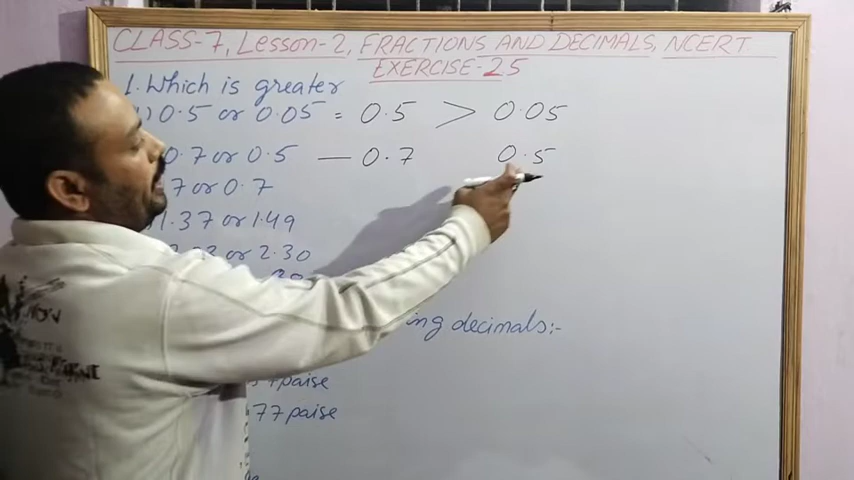 CLASS-7, LESSON-2, FRACTIONS AND DECIMALS, NCERT
EXERCISE-2.5
1. Which is greater
0.5 or 0.05 = 0.5 > 0.05
0.7 or 0.5 — 0.7 0.5
7 or 0.7
1.37 or 1.49
or 2.30
ing decimals :-
7 paise
77 paise